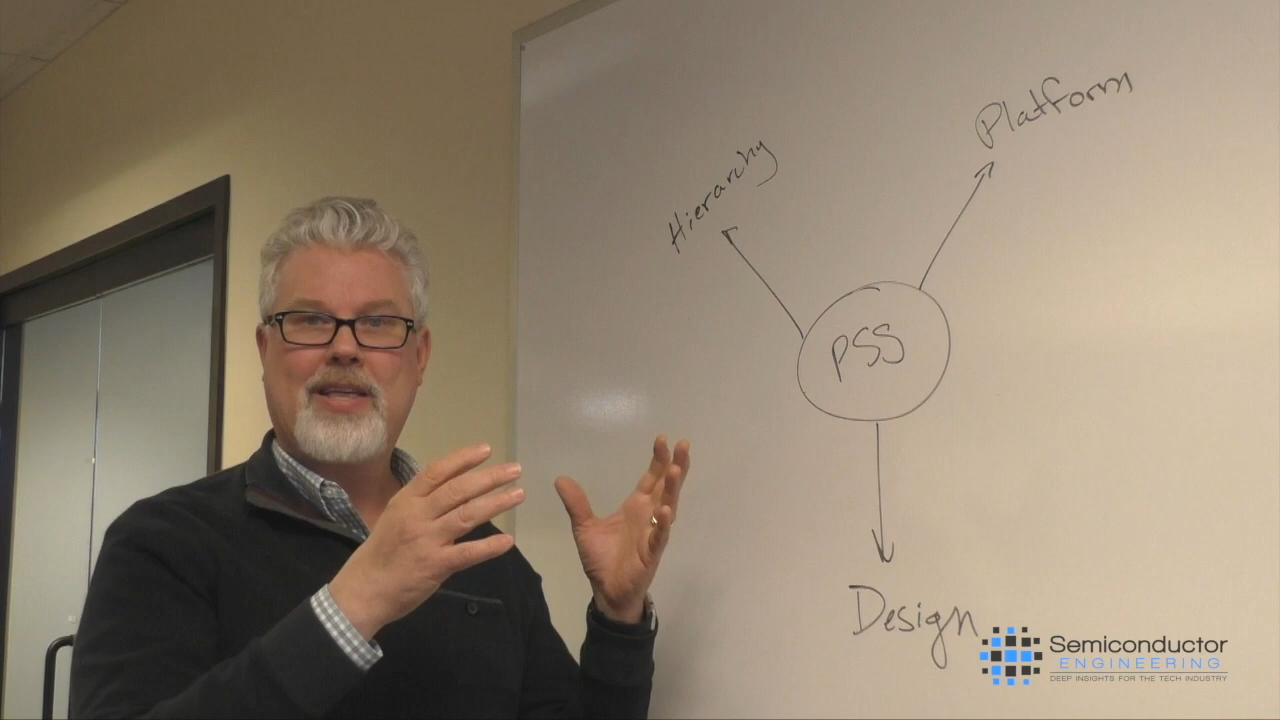 Platform
Hierarchy
PSS
Design
Semiconductor
ENGINEERING
DEEP INSIGHTS FOR THE TECH INDUSTRY